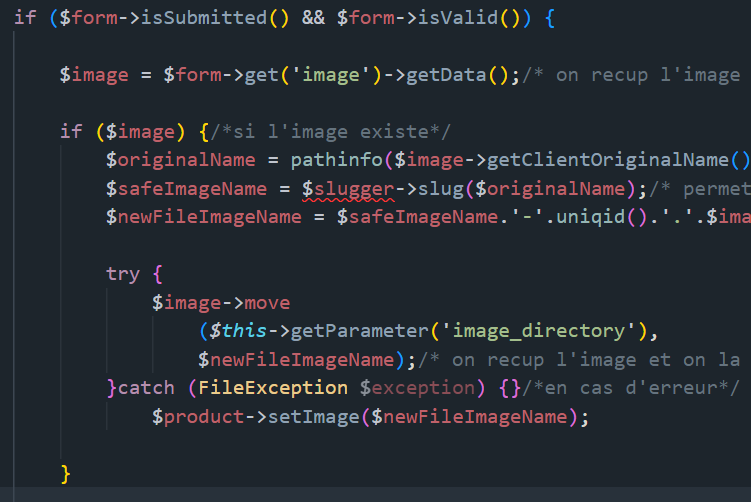 if ($form->isSubmitted() && $form->isValid()) {
$image = $form->get('image')->getData();/* on recup l'image
if ($image) {/*si l'image existe*/
$originalName = pathinfo($image->getClientOriginalName()
$safeImageName = $slugger->slug($originalName);/* permet
$newFileImageName = $safeImageName.'-'.uniqid().'.'.$ima
try {
$image->move
($this->getParameter('image_directory'),
$newFileImageName);/* on recup l'image et on la
}catch (FileException $exception) {}/*en cas d'erreur*/
$product->setImage($newFileImageName);
}